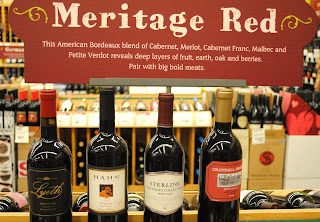 Meritage Red
This American Bordeaux blend of Cabernet, Merlot, Cabernet Franc, Malbec and
Petite Verdot reveals deep layers of fruit, earth, oak and berries.
Pair with big bold meats.
Lyeth
HAHN
STERLING